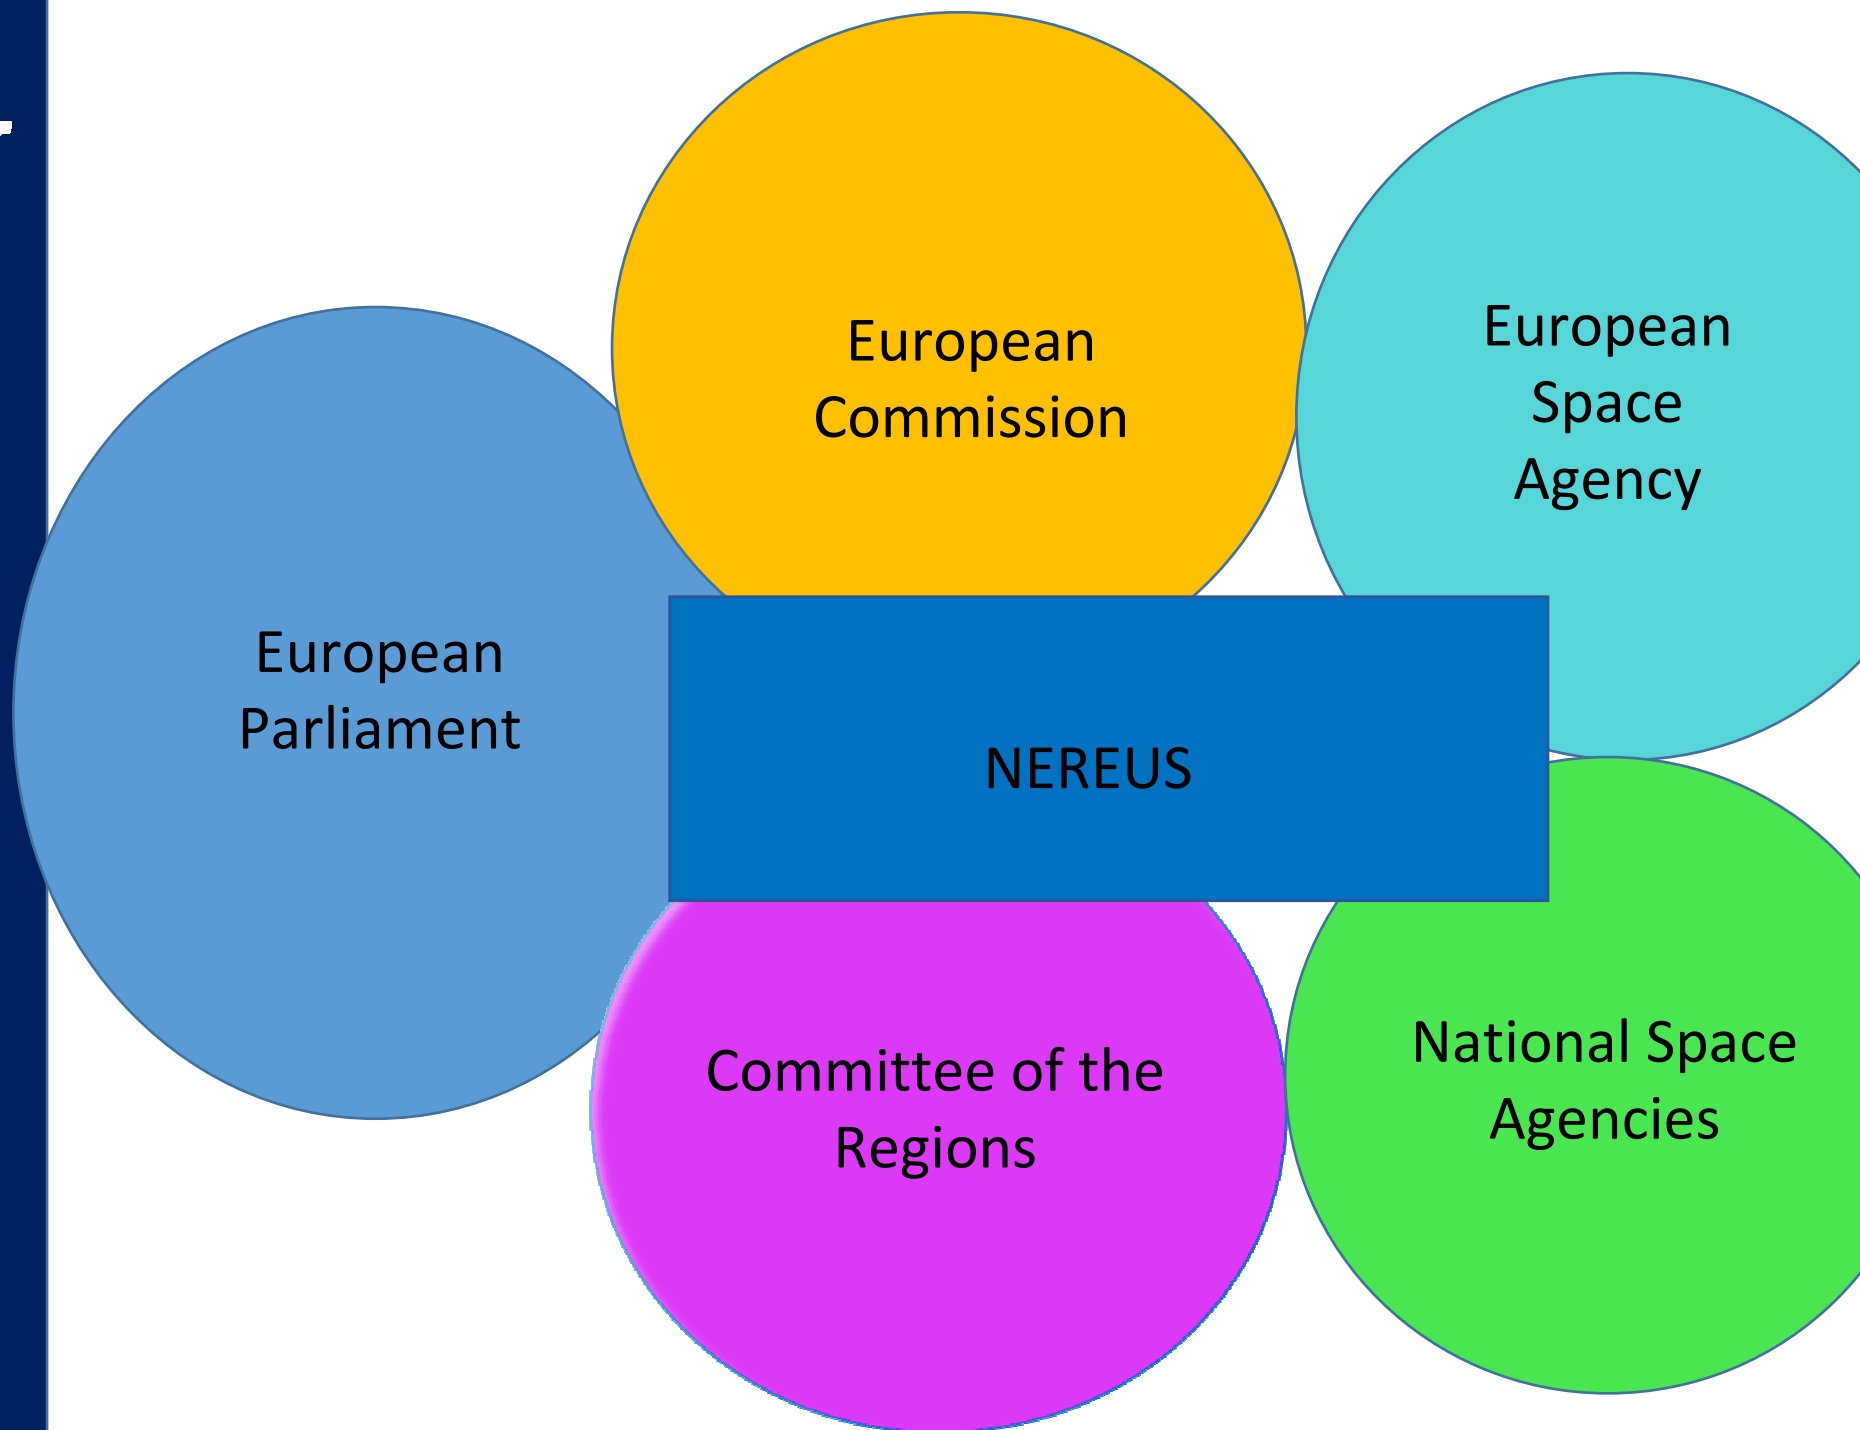 European
Commission
European
Space
Agency
European
Parliament
NEREUS
Committee of the
Regions
National Space
Agencies